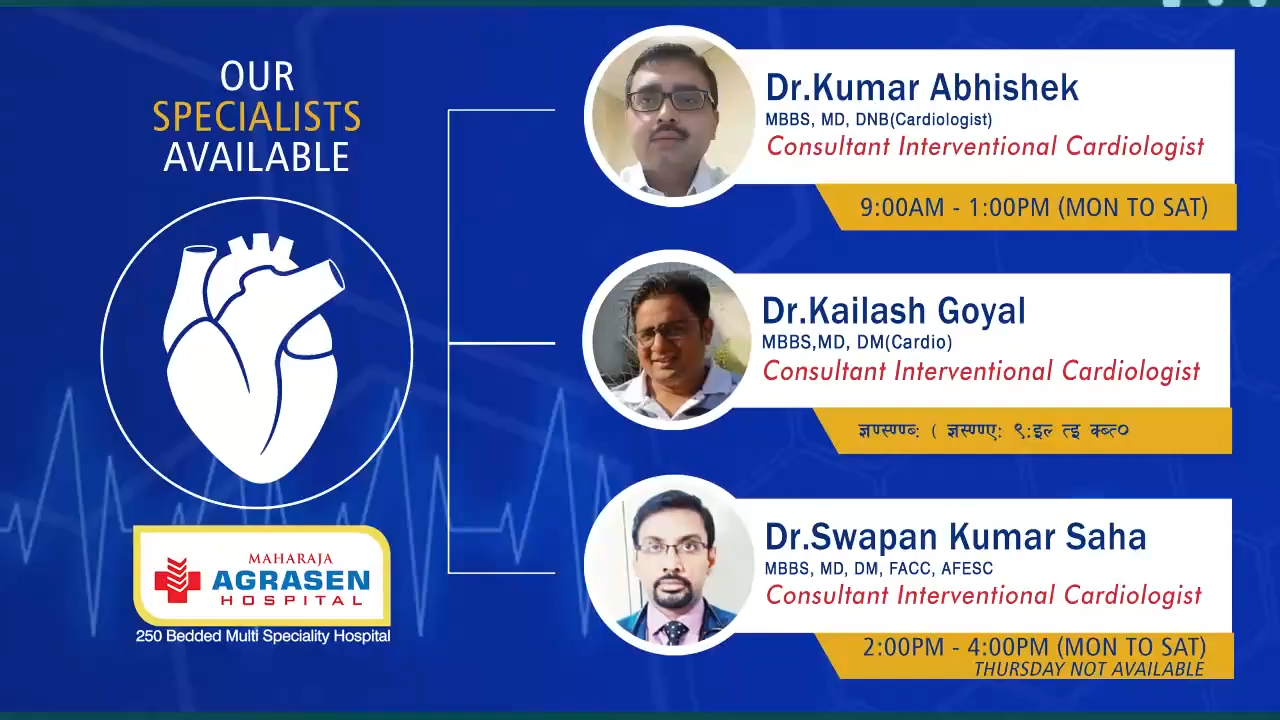 OUR
SPECIALISTS
AVAILABLE
MAHARAJA
AGRASEN
HOSPITAL
250 Bedded Multi Speciality Hospital
Dr.Kumar Abhishek
MBBS, MD, DNB(Cardiologist)
Consultant Interventional Cardiologist
9:00AM - 1:00PM (MON TO SAT)
Dr.Kailash Goyal
MBBS,MD, DM(Cardio)
Consultant Interventional Cardiologist
Dr.Swapan Kumar Saha
MBBS, MD, DM, FACC, AFESC
Consultant Interventional Cardiologist
2:00PM - 4:00PM (MON TO SAT)
THURSDAY NOT AVAILABLE